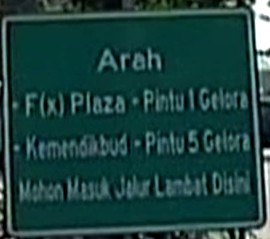 Arah
- F(x) Plaza - Pintu 1 Gelora
- Kemendikbud - Pintu 5 Gelora
Mohon Masuk Jalur Lambat Disini